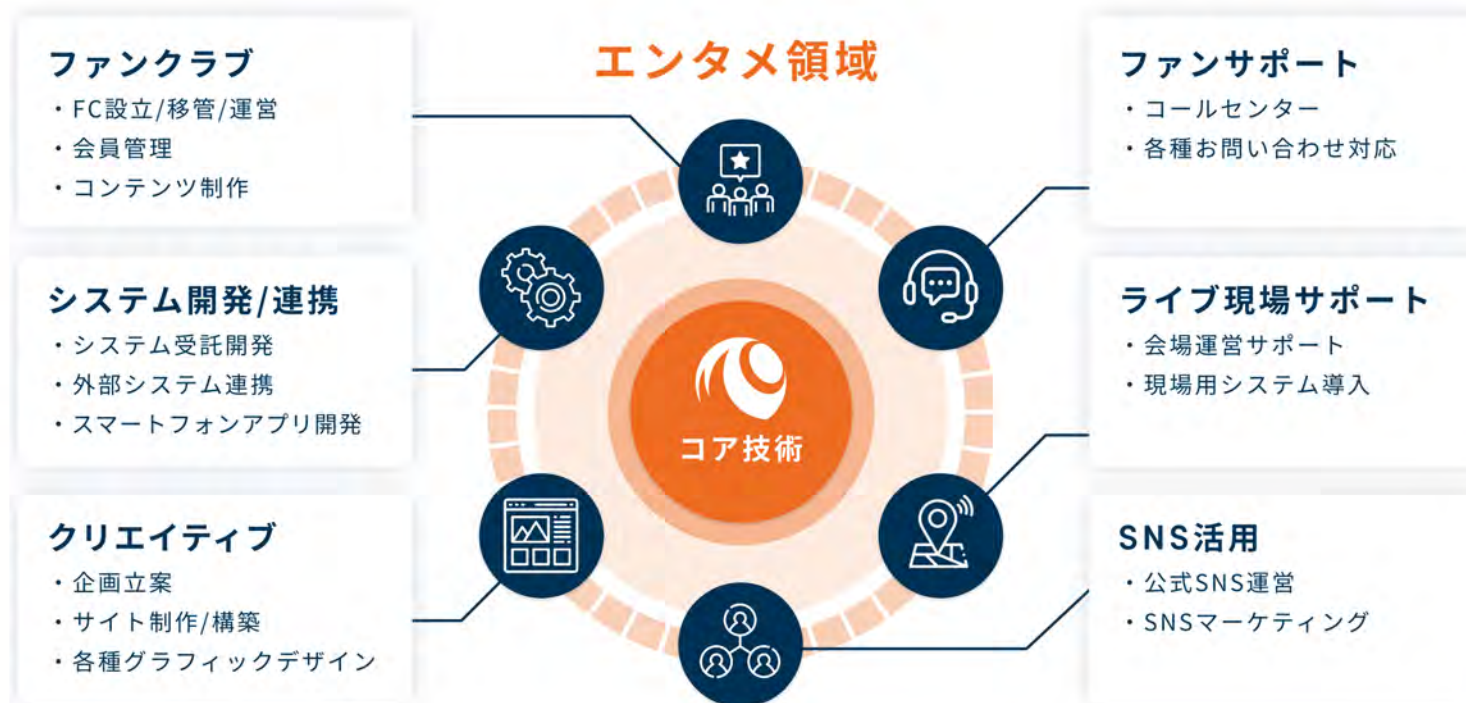 エンタメ領域
ファンクラブ
・FC設立/移管/運営
・会員管理
・コンテンツ制作
システム開発/連携
・システム受託開発
・外部システム連携
・スマートフォンアプリ開発
クリエイティブ
・企画立案
・サイト制作/構築
・各種グラフィックデザイン
コア技術
ファンサポート
・コールセンター
・各種お問い合わせ対応
ライブ現場サポート
・会場運営サポート
・現場用システム導入
SNS活用
・公式SNS運営
・SNSマーケティング